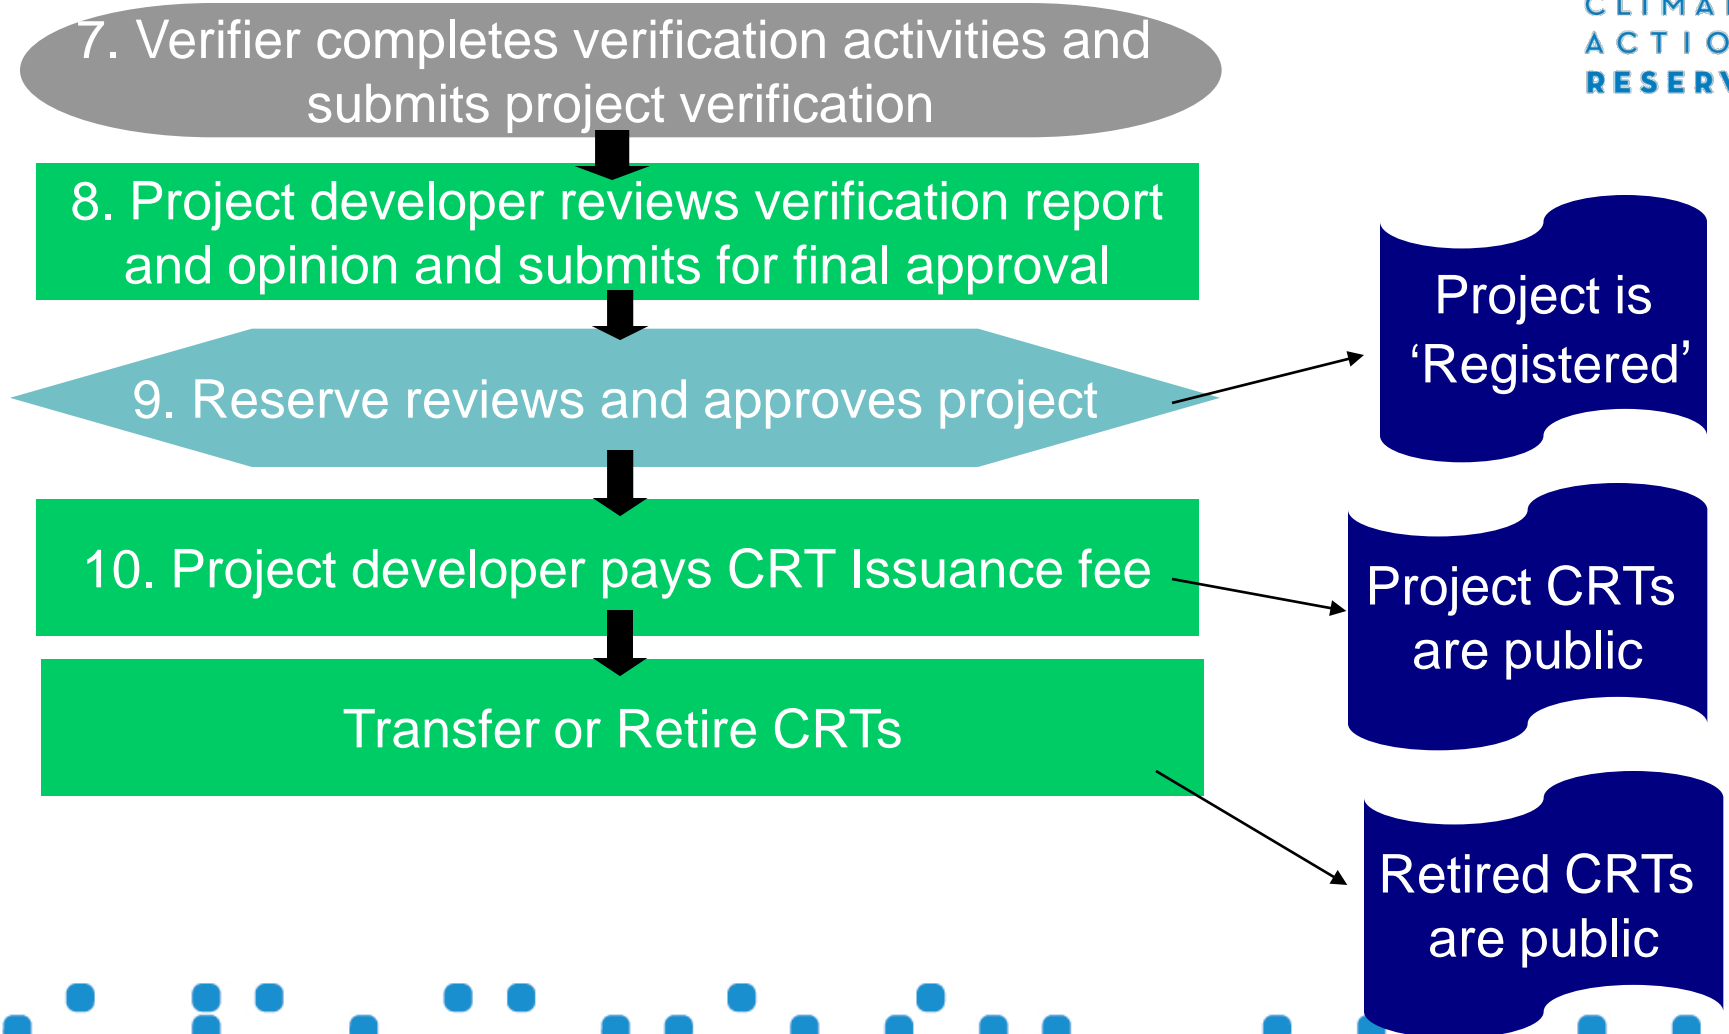 7. Verifier completes verification activities and
submits project verification
8. Project developer reviews verification report
and opinion and submits for final approval
9. Reserve reviews and approves project
10. Project developer pays CRT Issuance fee
Transfer or Retire CRTs
Project is
‘Registered’
Project CRTs
are public
Retired CRTs
are public